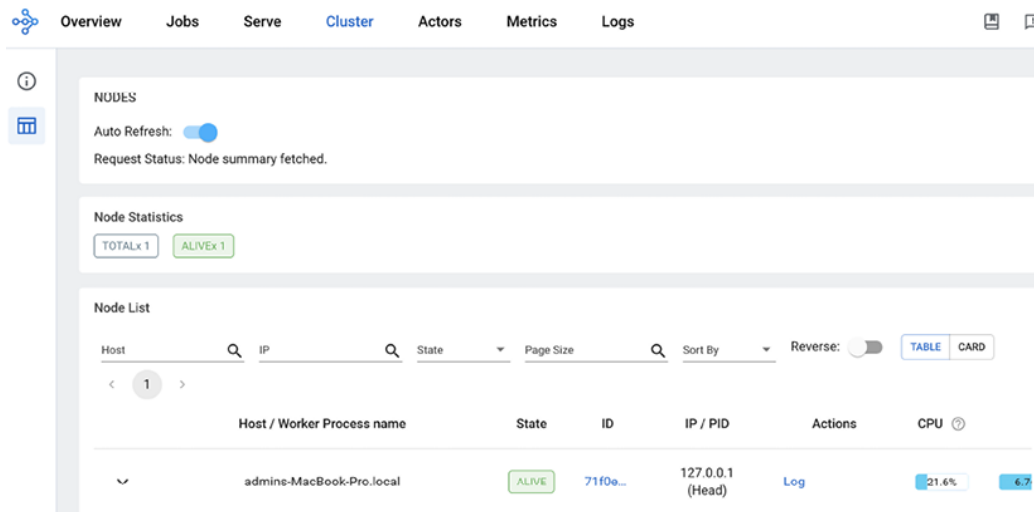 Overview Jobs Serve Cluster Actors Metrics Logs
NODES
Auto Refresh:
Request Status: Node summary fetched.
Node Statistics
TOTALx 1 ALIVEx 1
Node List
Host IP State Page Size Sort By Reverse: TABLE CARD
< 1 >
Host / Worker Process name State ID IP / PID Actions CPU
admins-MacBook-Pro.local ALIVE 71f0e... 127.0.0.1 (Head) Log 21.6% 6.7